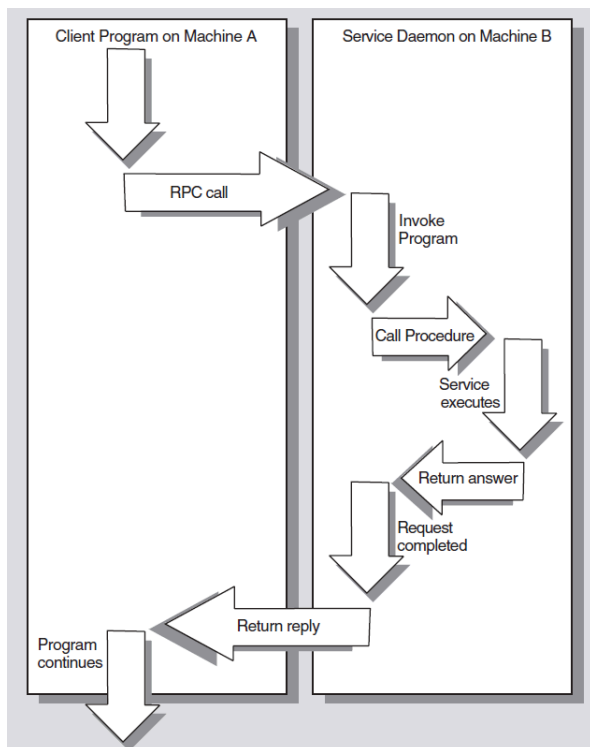 Client Program on Machine A
Service Daemon on Machine B
RPC call
Invoke
Program
Call Procedure
Service
executes
Return answer
Request
completed
Return reply
Program
continues